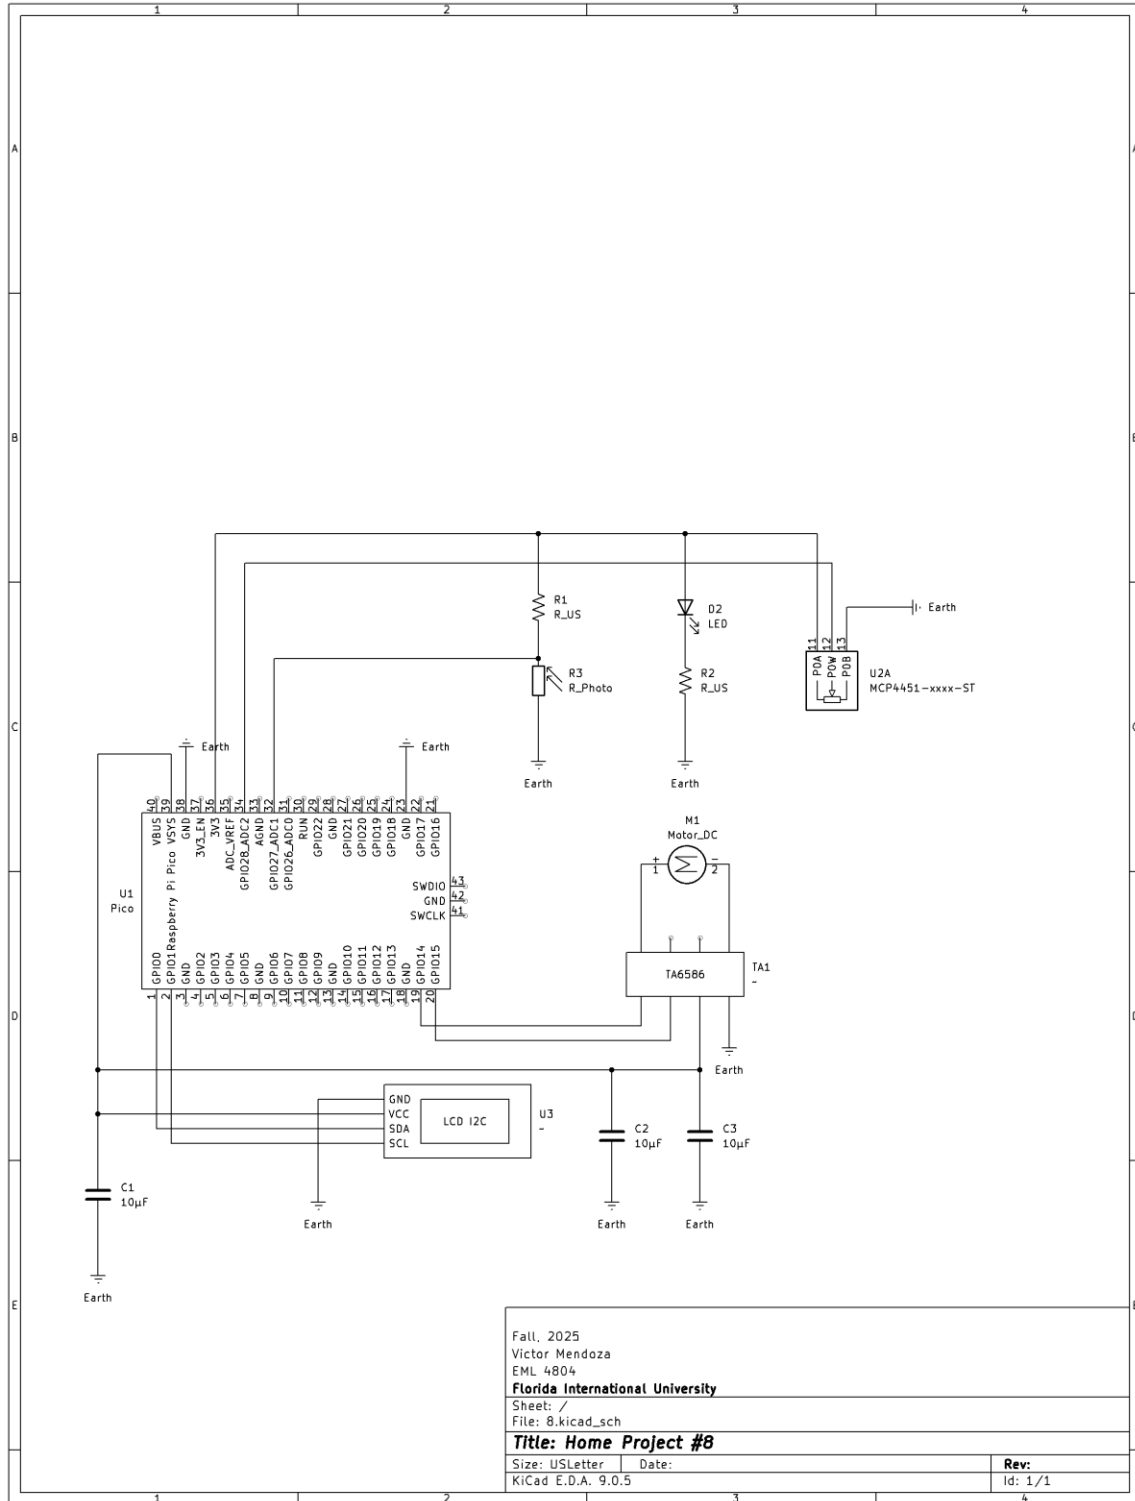 1 2 3 4
A A
B B
R1
R_US
D2
LED
Earth
R3
R_Photo
R2
R_US
11 12 13
P0A P0W P0B
U2A
MCP4451-xxxx-ST
C C
Earth
Earth
Earth
Earth
40 39 38 37 36 35 34 33 32 31 30 29 28 27 26 25 24 23 22 21
VBUS VSYS GND 3V3_EN 3V3 ADC_VREF GPIO28_ADC2 AGND GPIO27_ADC1 GPIO26_ADC0 RUN GPIO22 GND GPIO21 GPIO20 GPIO19 GPIO18 GND GPIO17 GPIO16
M1
Motor_DC
+ -
1 2
Raspberry Pi Pico
U1
Pico
SWDIO 43
GND 42
SWCLK 41
GPIO0 GPIO1 GND GPIO2 GPIO3 GPIO4 GPIO5 GND GPIO6 GPIO7 GPIO8 GPIO9 GND GPIO10 GPIO11 GPIO12 GPIO13 GND GPIO14 GPIO15
1 2 3 4 5 6 7 8 9 10 11 12 13 14 15 16 17 18 19 20
TA6586
TA1
-
D D
Earth
GND
VCC
SDA
SCL
LCD I2C
U3
-
C2
10µF
C3
10µF
C1
10µF
Earth
Earth
Earth
Earth
E E
Fall, 2025
Victor Mendoza
EML 4804
Florida International University
Sheet: /
File: 8.kicad_sch
Title: Home Project #8
Size: USLetter Date: Rev:
KiCad E.D.A. 9.0.5 Id: 1/1
1 2 3 4